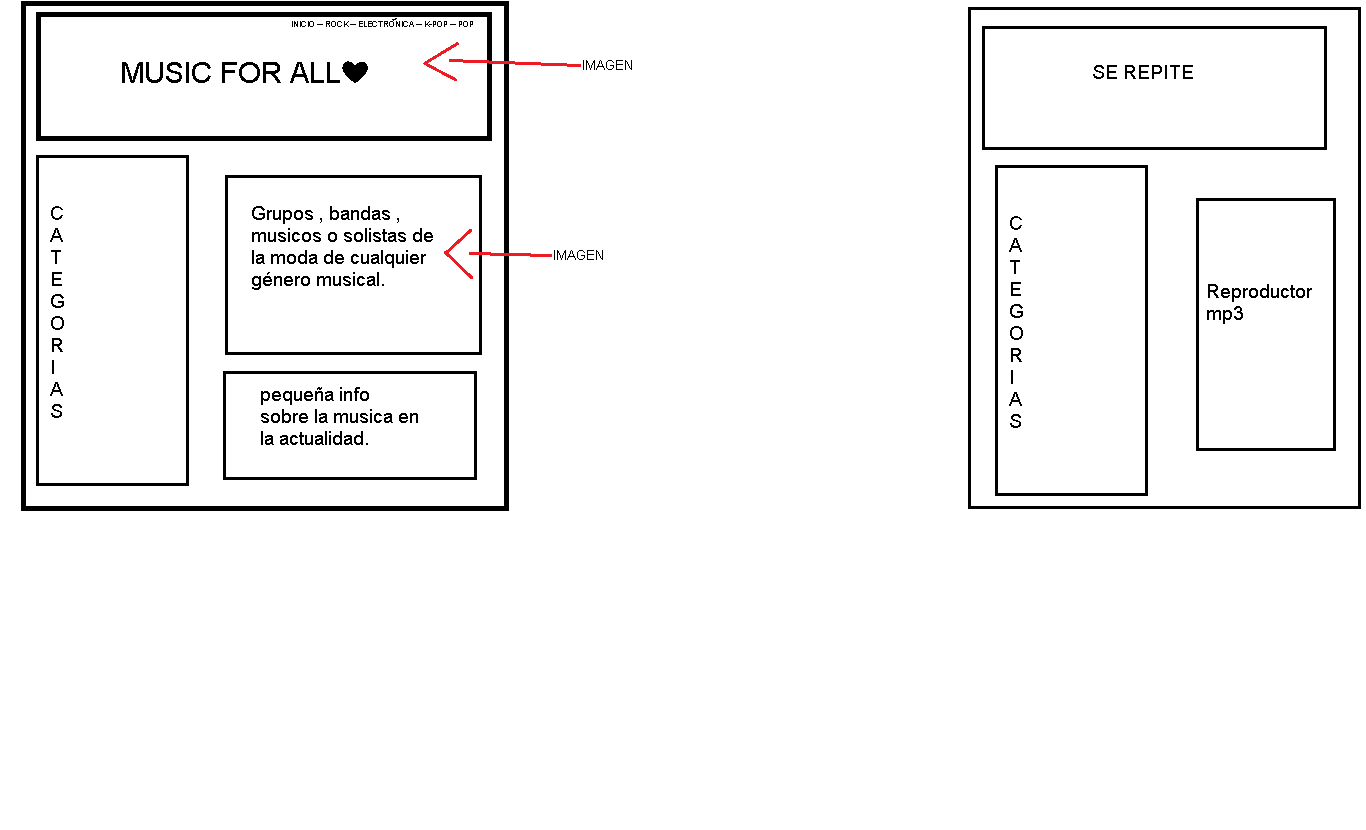 INICIO – ROCK – ELECTRÓNICA – K-POP – POP
MUSIC FOR ALL♥
IMAGEN
C
A
T
E
G
O
R
I
A
S
Grupos , bandas ,
musicos o solistas de
la moda de cualquier
género musical.
IMAGEN
pequeña info
sobre la musica en
la actualidad.
SE REPITE
C
A
T
E
G
O
R
I
A
S
Reproductor
mp3